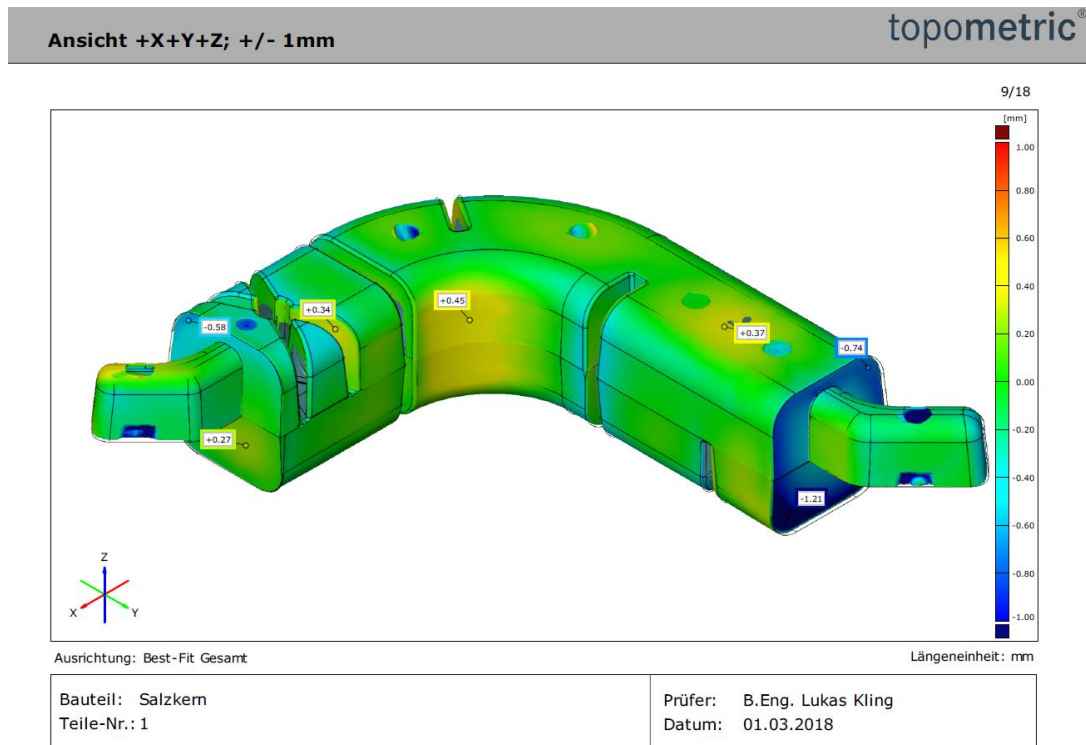 topometric®
Ansicht +X+Y+Z; +/- 1mm
9/18
[mm]
1.00
0.80
0.60
0.40
0.20
0.00
-0.20
-0.40
-0.60
-0.80
-1.00
+0.45
+0.34
-0.58
+0.37
-0.74
+0.27
-1.21
Z
X
Y
Ausrichtung: Best-Fit Gesamt
Längeneinheit: mm
Bauteil: Salzkern
Teile-Nr.: 1
Prüfer: B.Eng. Lukas Kling
Datum: 01.03.2018